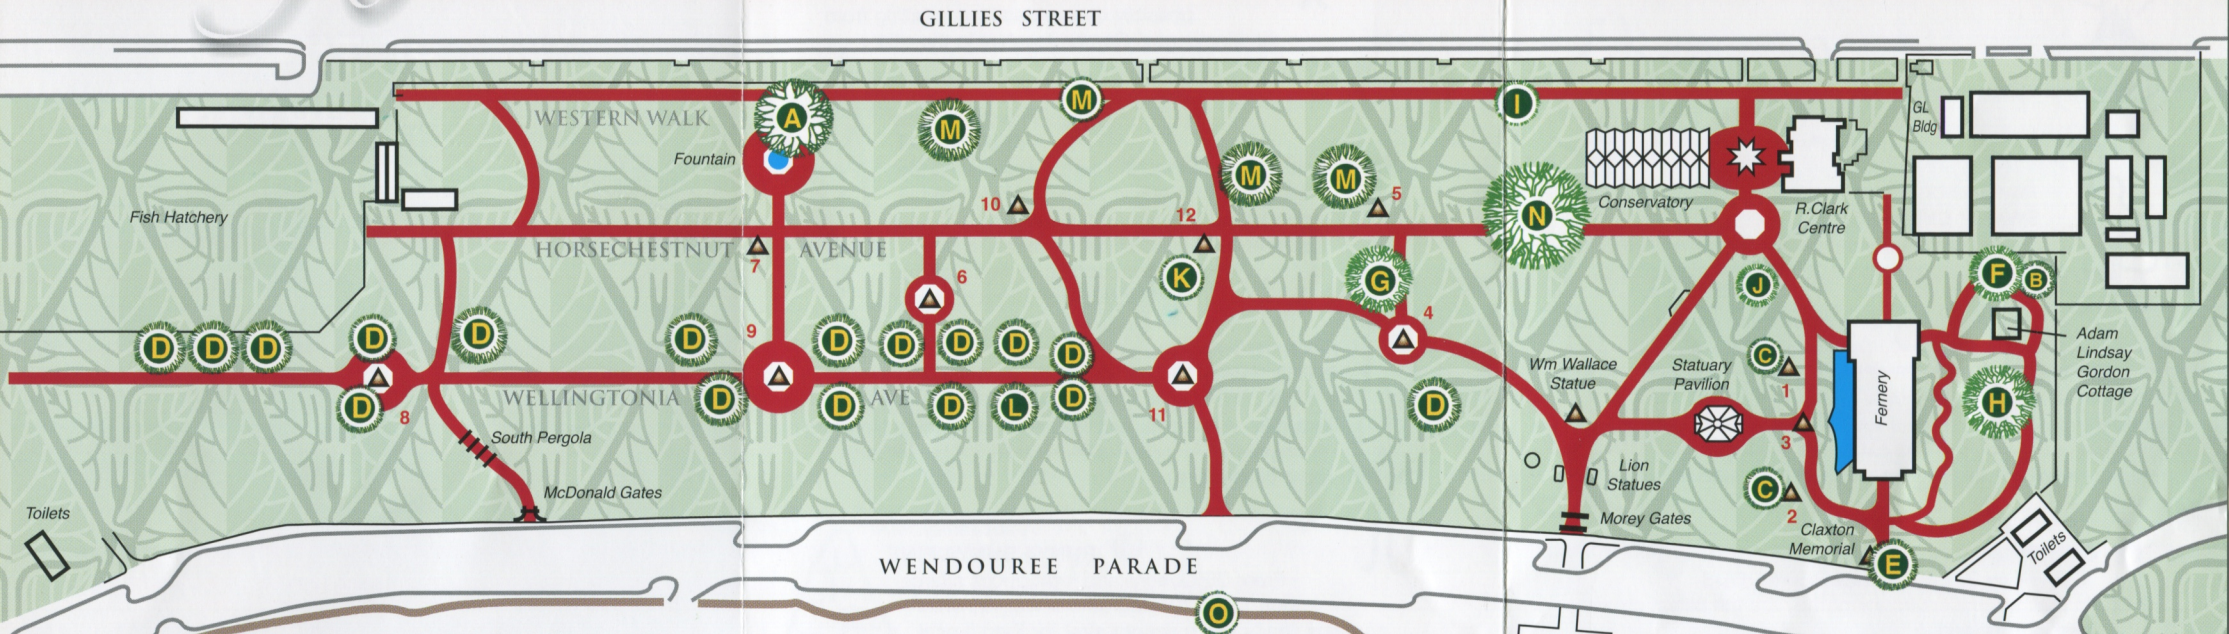 GILLIES STREET
WESTERN WALK
Fountain
A
M
M
I
GL
Bldg
Fish Hatchery
10
12
M
M
5
N
Conservatory
R.Clark
Centre
HORSECHESTNUT AVENUE
7
6
K
G
4
J
F
B
D
D
D
D
D
9
D
D
D
D
D
D
Wm Wallace
Statue
Statuary
Pavilion
C
1
Fernery
Adam
Lindsay
Gordon
Cottage
WELLINGTONIA AVE
D
8
D
D
D
L
D
11
D
3
H
South Pergola
McDonald Gates
Lion
Statues
Morey Gates
C
2
Claxton
Memorial
E
Toilets
Toilets
WENDOUREE PARADE
O